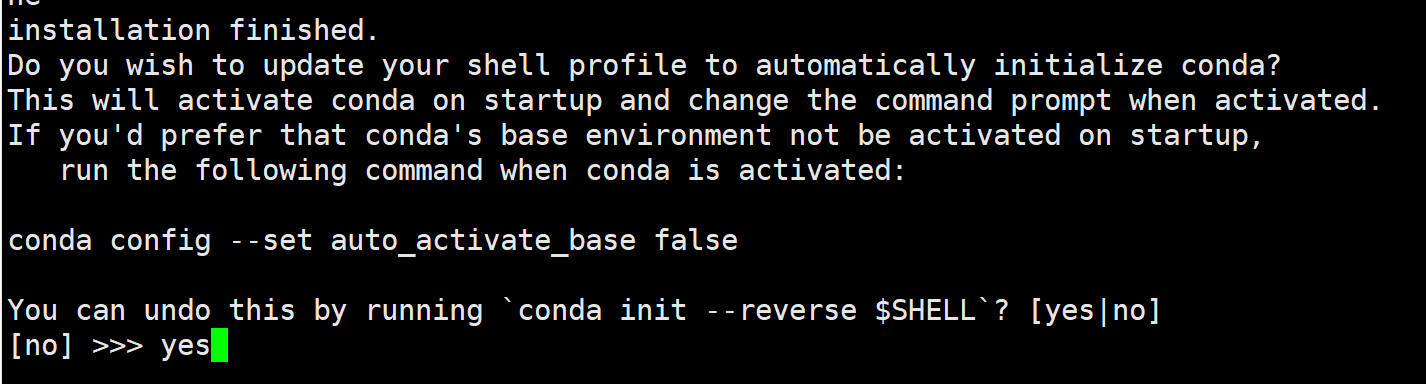 installation finished.
Do you wish to update your shell profile to automatically initialize conda?
This will activate conda on startup and change the command prompt when activated.
If you'd prefer that conda's base environment not be activated on startup,
   run the following command when conda is activated:

conda config --set auto_activate_base false

You can undo this by running `conda init --reverse $SHELL`? [yes|no]
[no] >>> yes